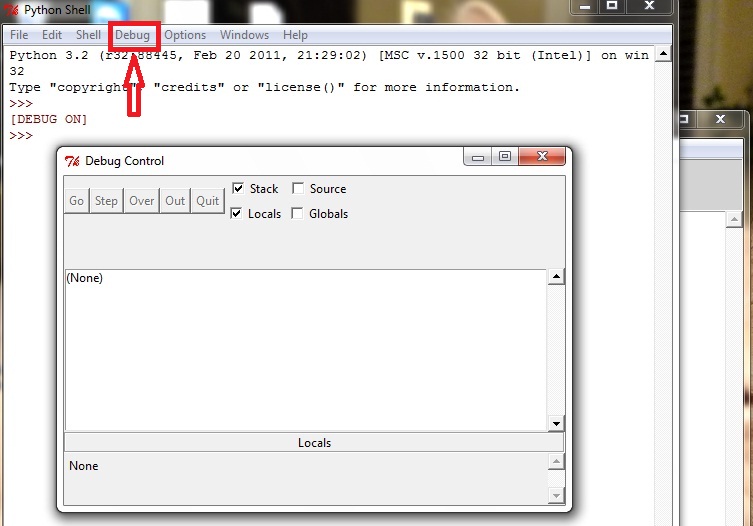 Python Shell
File Edit Shell Debug Options Windows Help
Python 3.2 (r32:88445, Feb 20 2011, 21:29:02) [MSC v.1500 32 bit (Intel)] on win
32
Type "copyright", "credits" or "license()" for more information.
>>>
[DEBUG ON]
>>>
Debug Control
Go Step Over Out Quit
Stack Source
Locals Globals
(None)
Locals
None